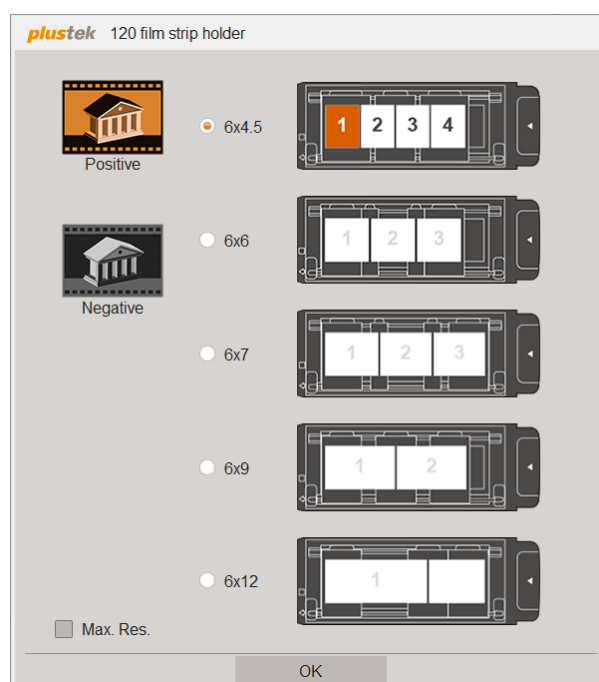 plustek 120 film strip holder
Positive
6x4.5
1 2 3 4
6x6
1 2 3
Negative
6x7
1 2 3
6x9
1 2
6x12
1
Max. Res.
OK